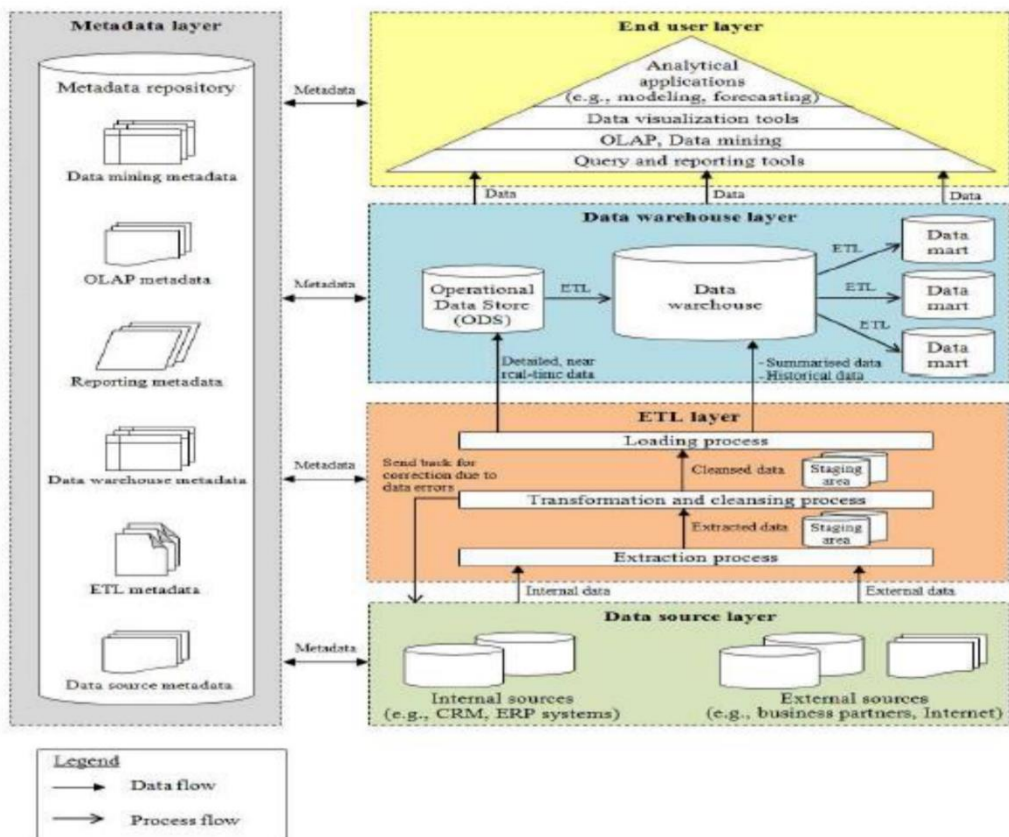 Metadata layer
Metadata repository
Data mining metadata
OLAP metadata
Reporting metadata
Data warehouse metadata
ETL metadata
Data source metadata
Metadata
Metadata
Metadata
Metadata
End user layer
Analytical
applications
(e.g., modeling, forecasting)
Data visualization tools
OLAP, Data mining
Query and reporting tools
Data
Data
Data
Data warehouse layer
Operational
Data Store
(ODS)
ETL
Data
warehouse
ETL
ETL
ETL
Data
mart
Data
mart
Data
mart
Detailed, near
real-time data
- Summarised data
- Historical data
ETL layer
Loading process
Send back for
correction due to
data errors
Cleansed data
Staging
area
Transformation and cleansing process
Extracted data
Staging
area
Extraction process
Internal data
External data
Data source layer
Internal sources
(e.g., CRM, ERP systems)
External sources
(e.g., business partners, Internet)
Legend
Data flow
Process flow